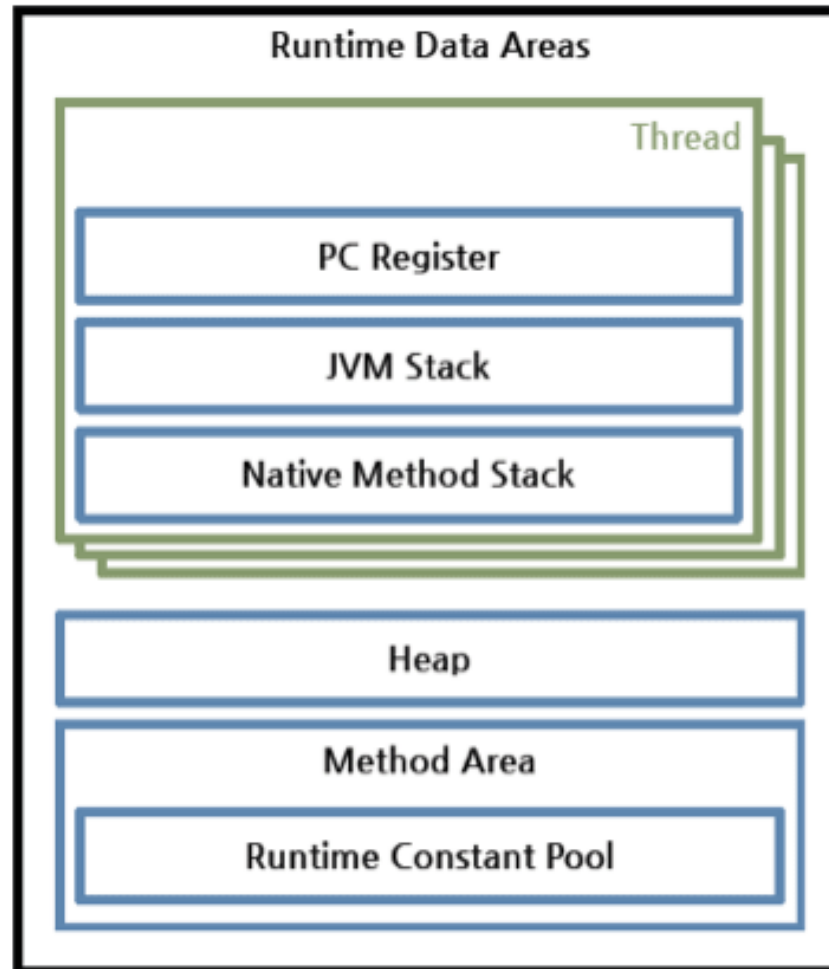 Runtime Data Areas
Thread
PC Register
JVM Stack
Native Method Stack
Heap
Method Area
Runtime Constant Pool